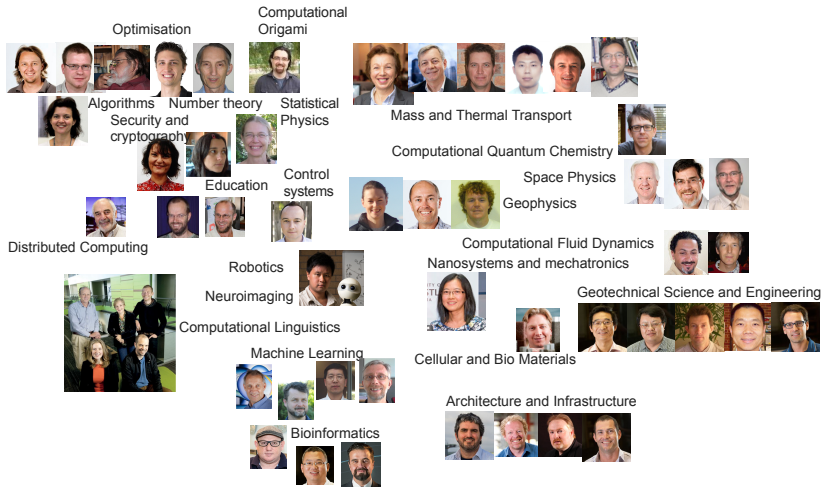 Optimisation
Computational
Origami
Algorithms
Number theory
Statistical
Physics
Security and
cryptography
Mass and Thermal Transport
Computational Quantum Chemistry
Education
Control
systems
Space Physics
Geophysics
Distributed Computing
Computational Fluid Dynamics
Robotics
Nanosystems and mechatronics
Neuroimaging
Geotechnical Science and Engineering
Computational Linguistics
Machine Learning
Cellular and Bio Materials
Architecture and Infrastructure
Bioinformatics